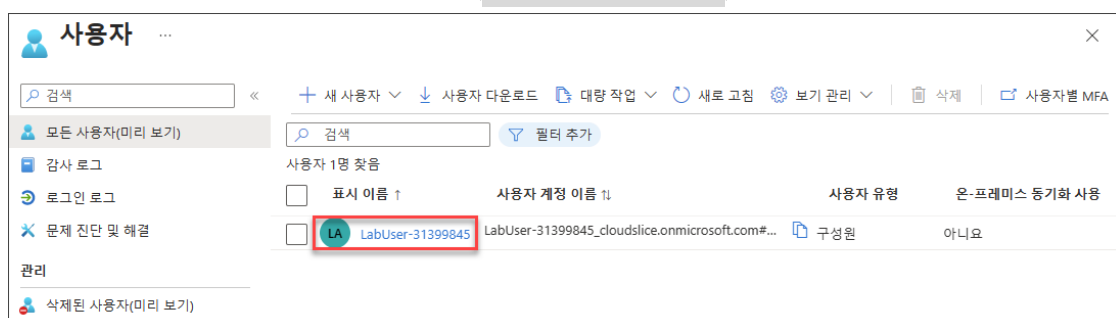 사용자 ...
검색 «
모든 사용자(미리 보기)
감사 로그
로그인 로그
문제 진단 및 해결
관리
삭제된 사용자(미리 보기)
새 사용자 사용자 다운로드 대량 작업 새로 고침 보기 관리 삭제 사용자별 MFA
검색 필터 추가
사용자 1명 찾음
표시 이름 ↑ 사용자 계정 이름 ↑↓ 사용자 유형 온-프레미스 동기화 사용
LA LabUser-31399845 LabUser-31399845_cloudslice.onmicrosoft.com#... 구성원 아니요